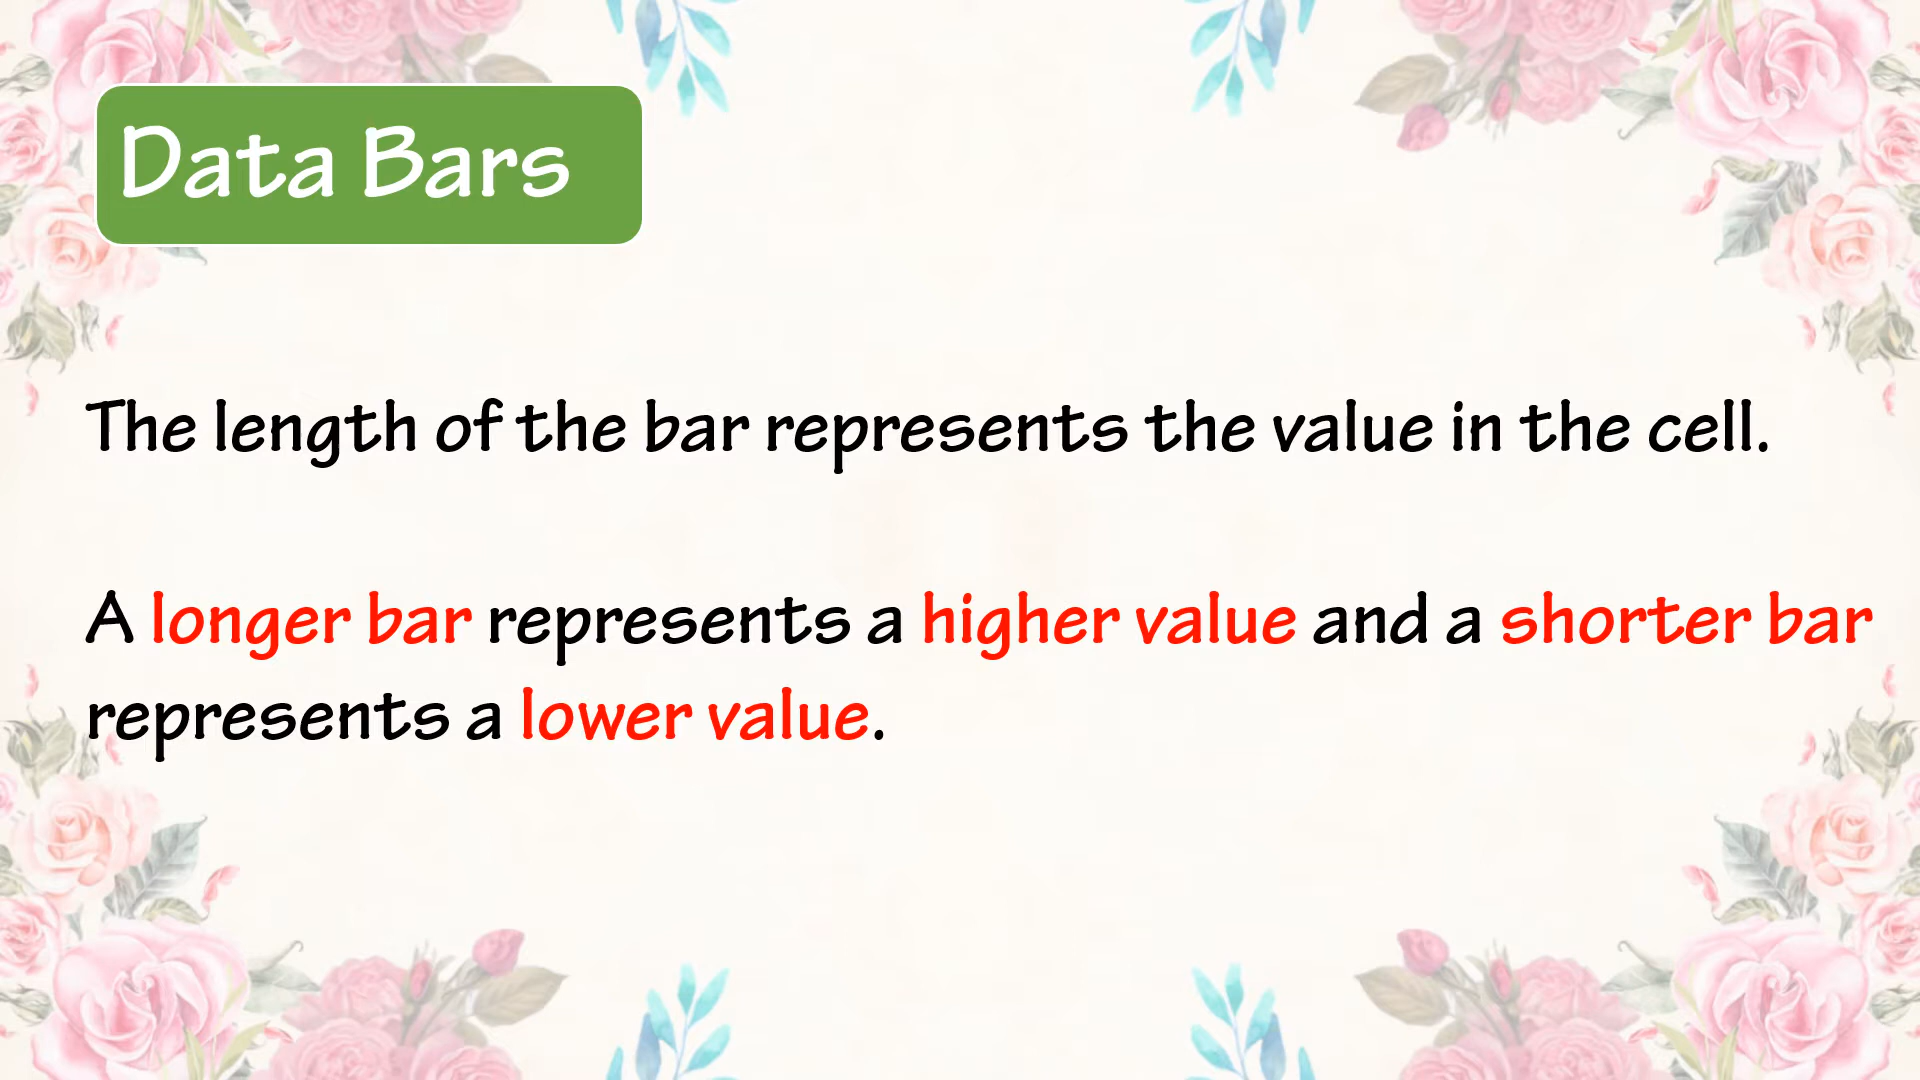 Data Bars
The length of the bar represents the value in the cell.
A longer bar represents a higher value and a shorter bar
represents a lower value.